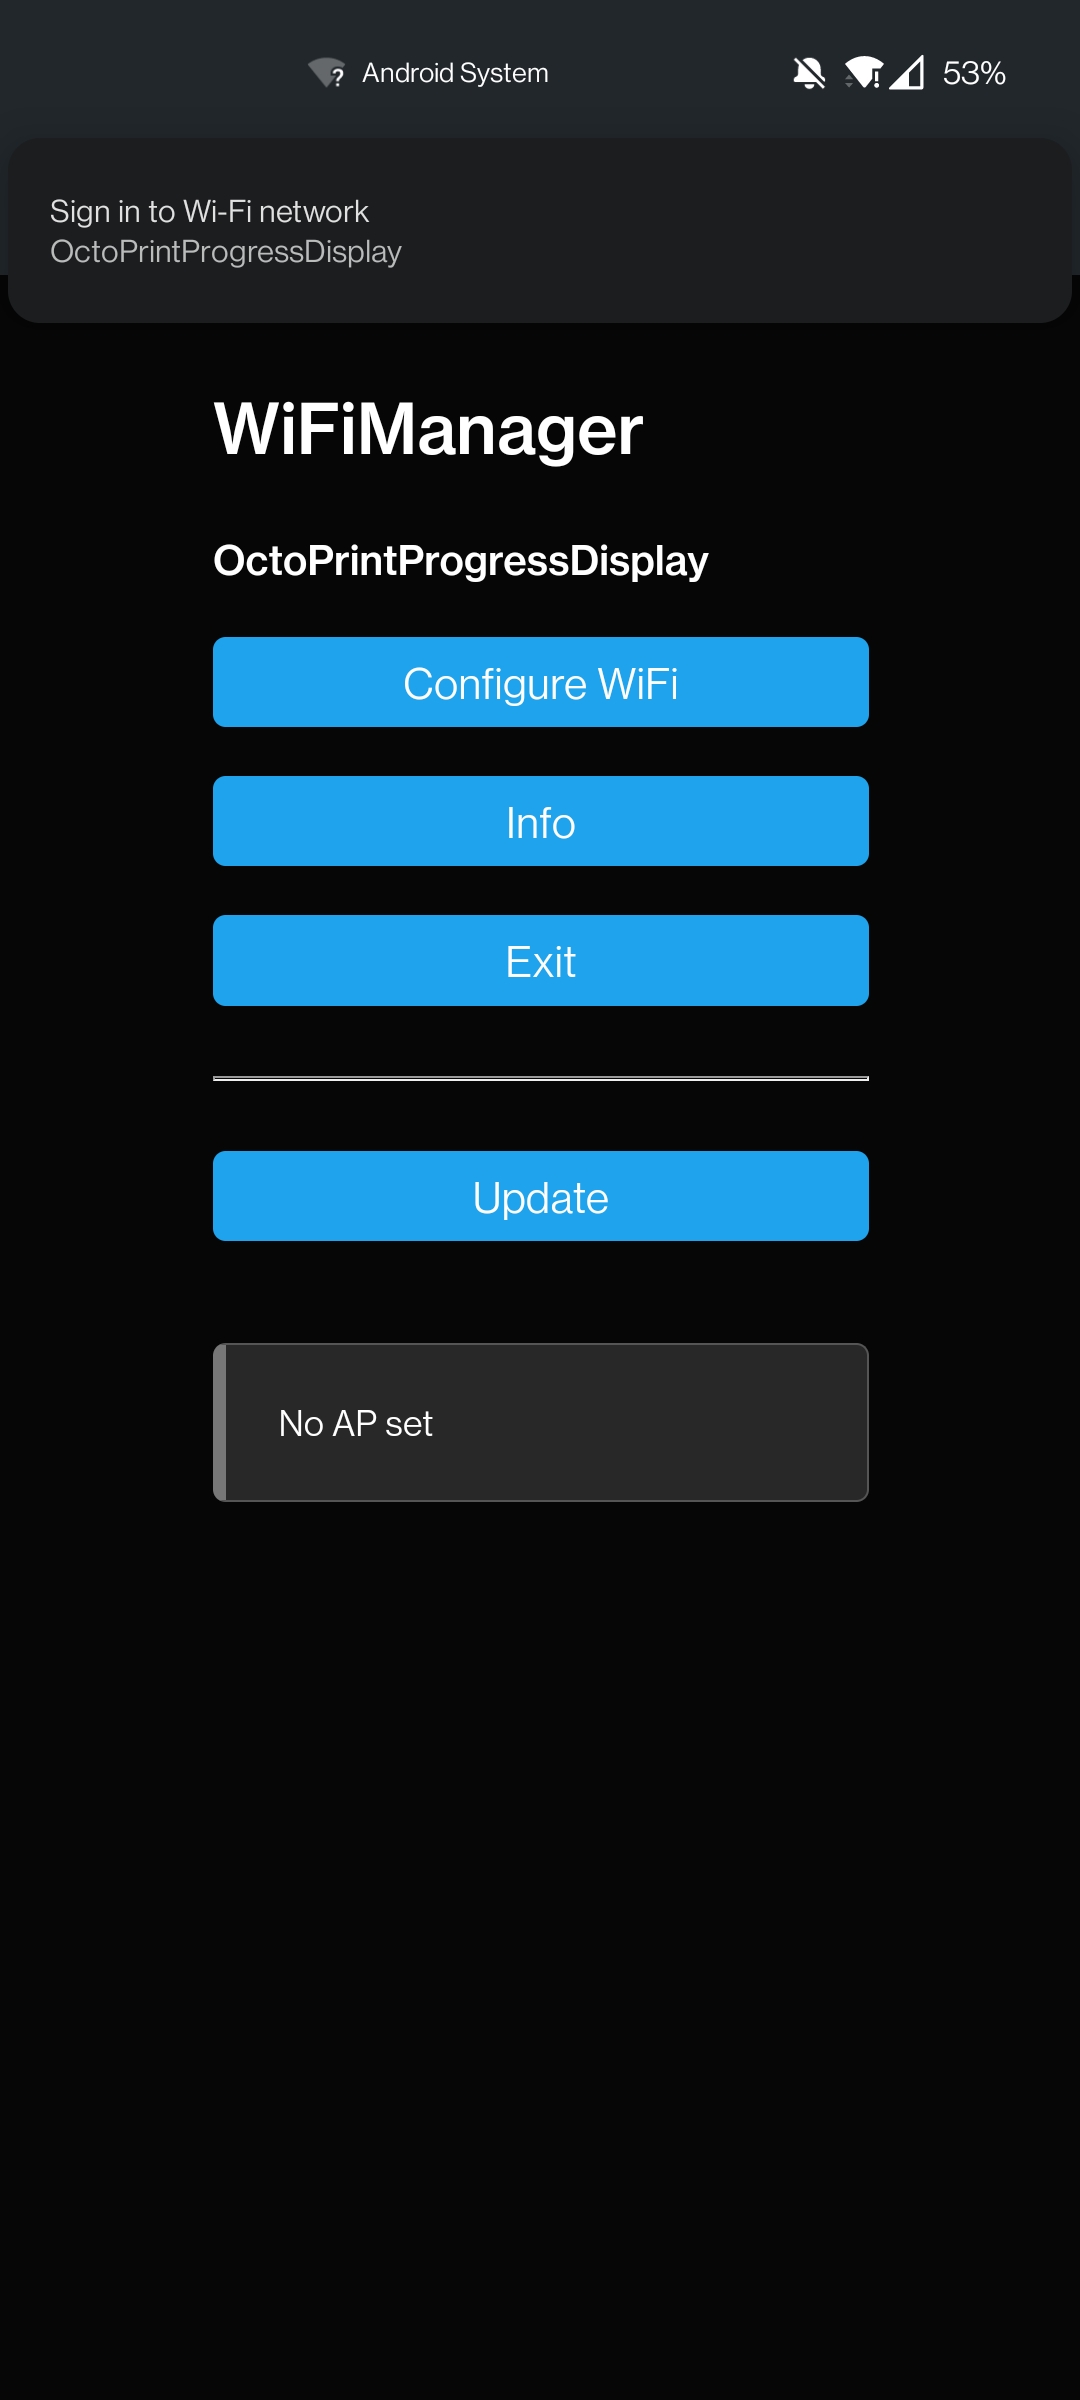 Android System
53%
Sign in to Wi-Fi network
OctoPrintProgressDisplay
WiFiManager
OctoPrintProgressDisplay
Configure WiFi
Info
Exit
Update
No AP set